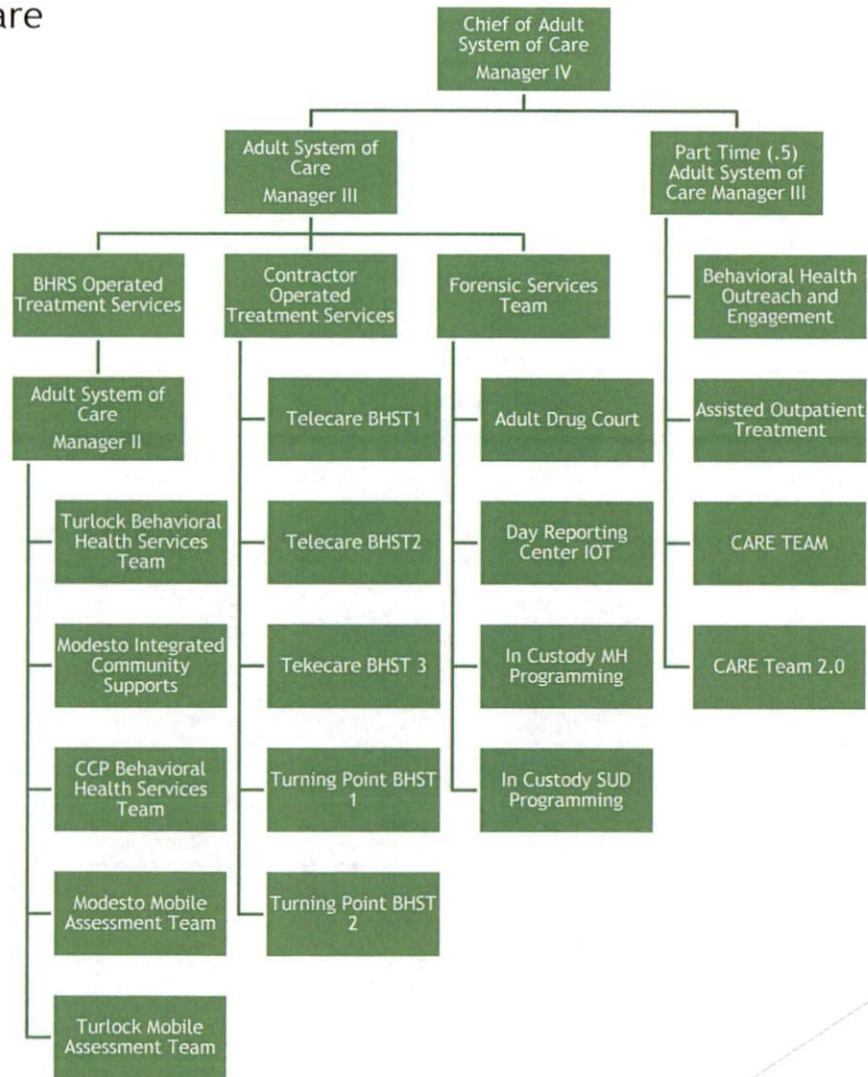 are
Chief of Adult
System of Care
Manager IV
Adult System of
Care
Manager III
Part Time (.5)
Adult System of
Care Manager III
BHRS Operated
Treatment Services
Contractor
Operated
Treatment Services
Forensic Services
Team
Behavioral Health
Outreach and
Engagement
Adult System of
Care
Manager II
Telecare BHST1
Adult Drug Court
Assisted Outpatient
Treatment
Turlock Behavioral
Health Services
Team
Telecare BHST2
Day Reporting
Center IOT
CARE TEAM
Modesto Integrated
Community
Supports
Tekecare BHST 3
In Custody MH
Programming
CARE Team 2.0
CCP Behavioral
Health Services
Team
Turning Point BHST
1
In Custody SUD
Programming
Modesto Mobile
Assessment Team
Turning Point BHST
2
Turlock Mobile
Assessment Team